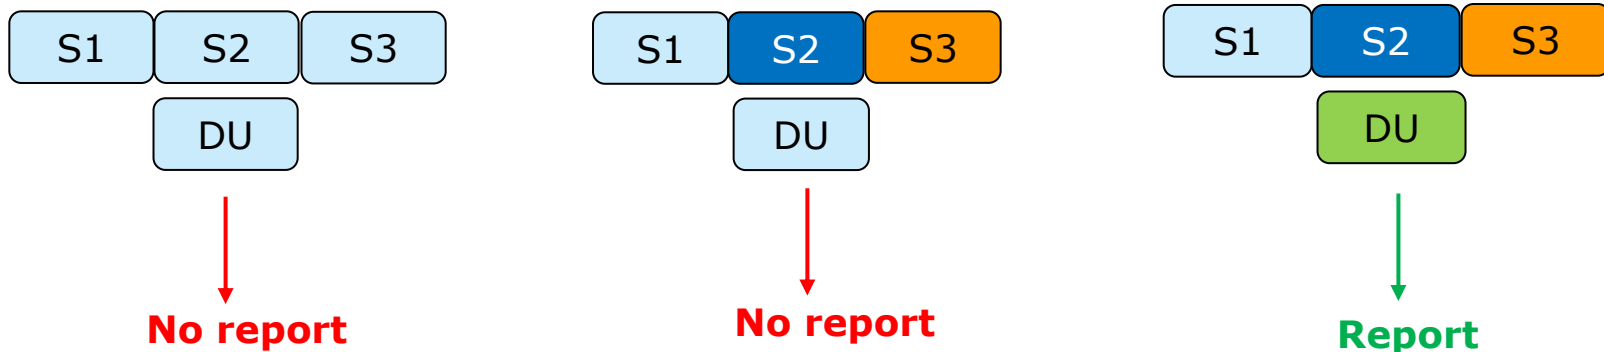 S1 S2 S3
DU
No report
S1 S2 S3
DU
No report
S1 S2 S3
DU
Report